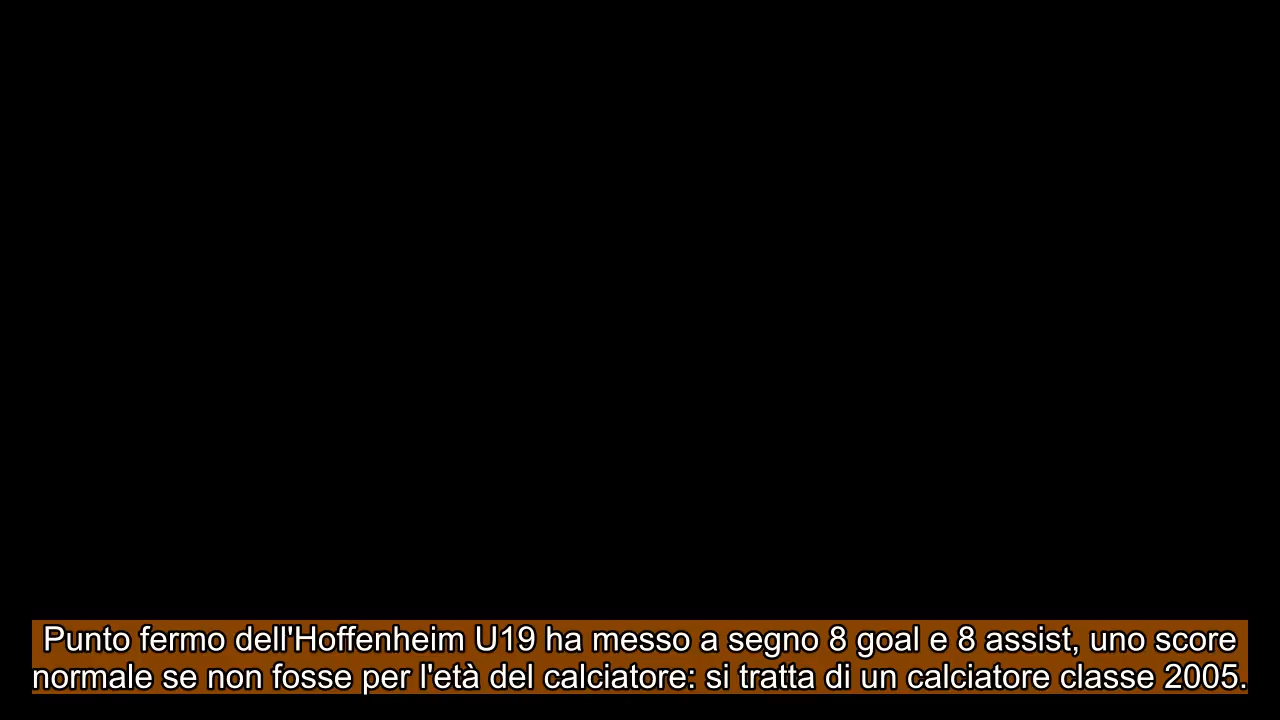 Punto fermo dell'Hoffenheim U19 ha messo a segno 8 goal e 8 assist, uno score
normale se non fosse per l'età del calciatore: si tratta di un calciatore classe 2005.